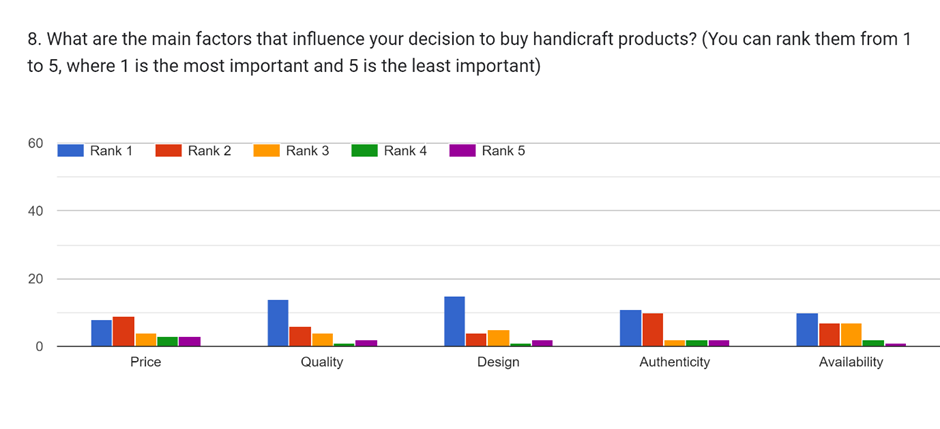 8. What are the main factors that influence your decision to buy handicraft products? (You can rank them from 1
to 5, where 1 is the most important and 5 is the least important)
60
Rank 1 Rank 2 Rank 3 Rank 4 Rank 5
40
20
0
Price Quality Design Authenticity Availability